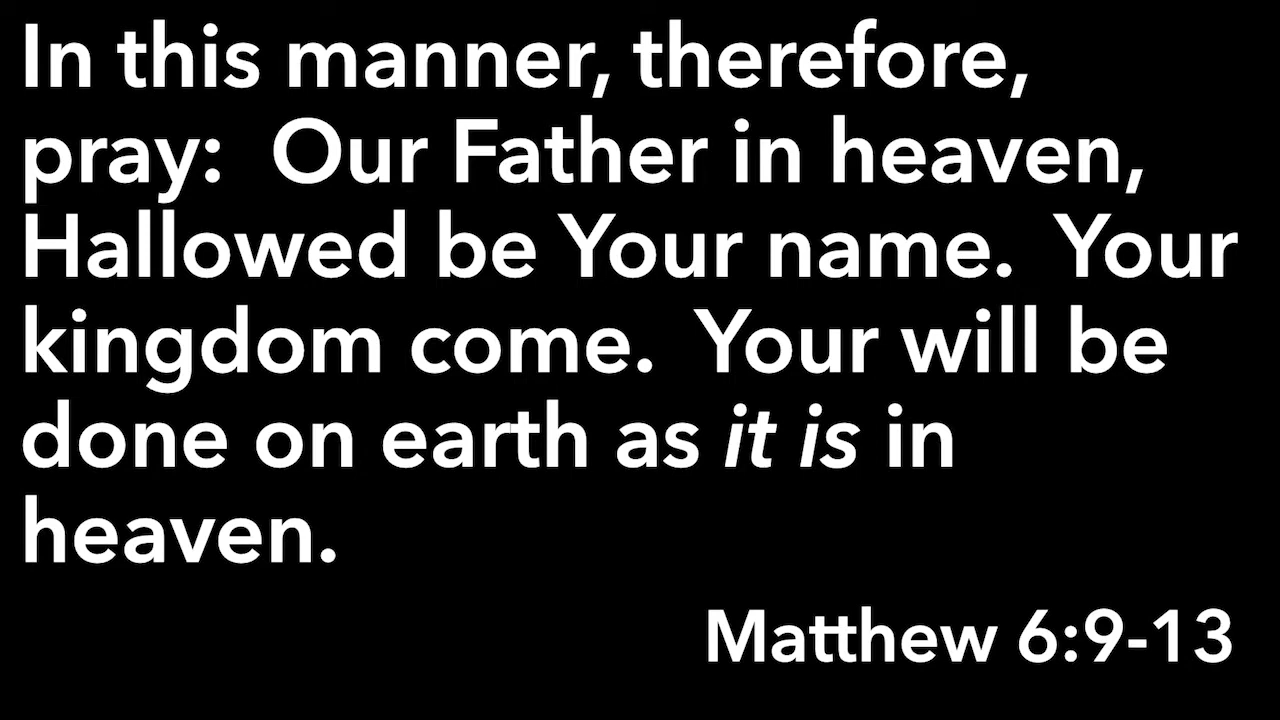 In this manner, therefore,
pray:  Our Father in heaven,
Hallowed be Your name.  Your
kingdom come.  Your will be
done on earth as it is in
heaven.
Matthew 6:9-13